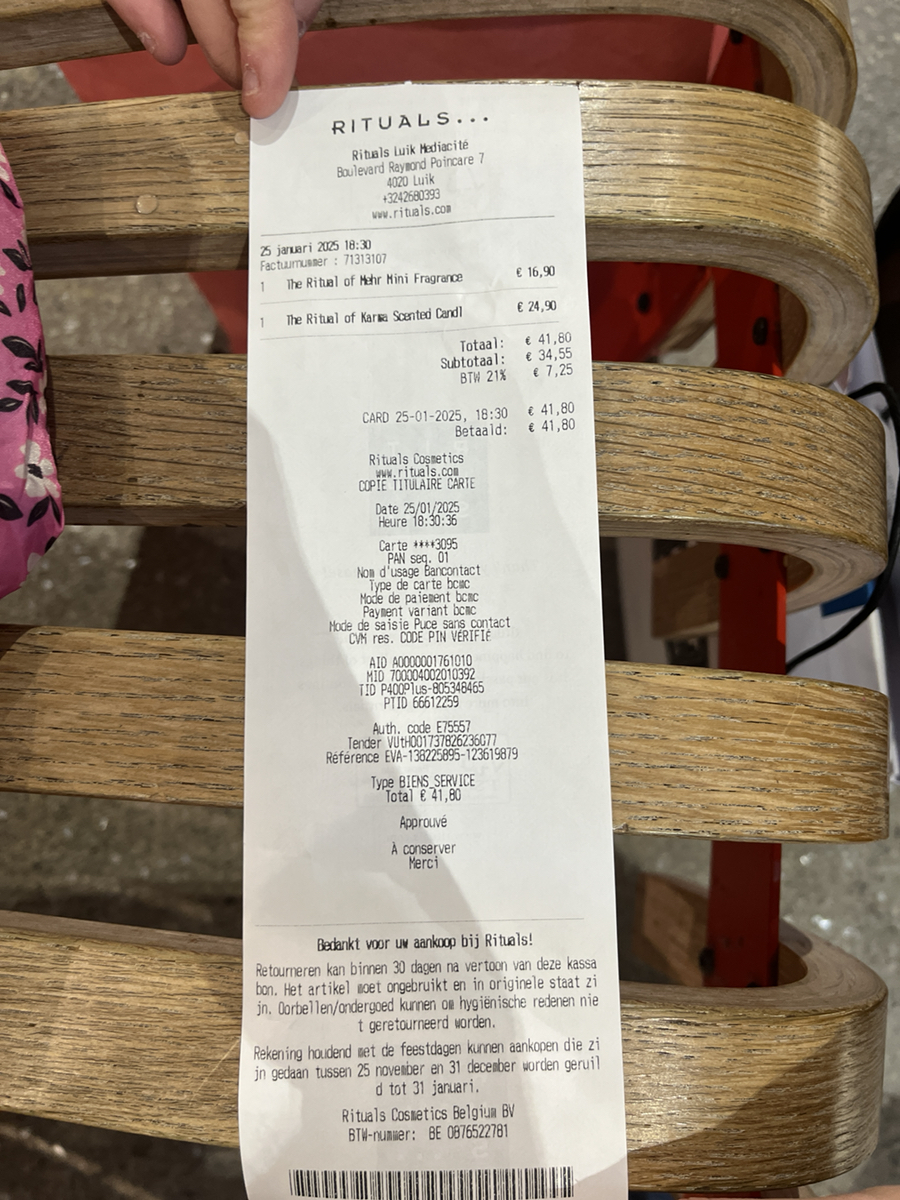 RITUALS...
Rituals Luik Mediacité
Boulevard Raymond Poincare 7
4020 Luik
+3242680393
www.rituals.com
25 januari 2025 18:30
Factuurnummer : 71313107
1 The Ritual of Mehr Mini Fragrance € 16,90
1 The Ritual of Karma Scented Candl € 24,90
Totaal: € 41,80
Subtotaal: € 34,55
BTW 21% € 7,25
CARD 25-01-2025, 18:30 € 41,80
Betaald: € 41,80
Rituals Cosmetics
www.rituals.com
COPIE TITULAIRE CARTE
Date 25/01/2025
Heure 18:30:36
Carte ****3095
PAN seq. 01
Nom d'usage Bancontact
Type de carte bcmc
Mode de paiement bcmc
Payment variant bcmc
Mode de saisie Puce sans contact
CVM res. CODE PIN VÉRIFIÉ
AID A0000001761010
MID 700004002010392
TID P400Plus-805348465
PTID 66612259
Auth. code E75557
Tender VUtH001737826236077
Référence EVA-138225895-123619879
Type BIENS_SERVICE
Total € 41,80
Approuvé
À conserver
Merci
Bedankt voor uw aankoop bij Rituals!
Retourneren kan binnen 30 dagen na vertoon van deze kassa
bon. Het artikel moet ongebruikt en in originele staat zi
jn. Oorbellen/ondergoed kunnen om hygiënische redenen nie
t geretourneerd worden.
Rekening houdend met de feestdagen kunnen aankopen die zi
jn gedaan tussen 25 november en 31 december worden geruil
d tot 31 januari.
Rituals Cosmetics Belgium BV
BTW-nummer: BE 0876522781